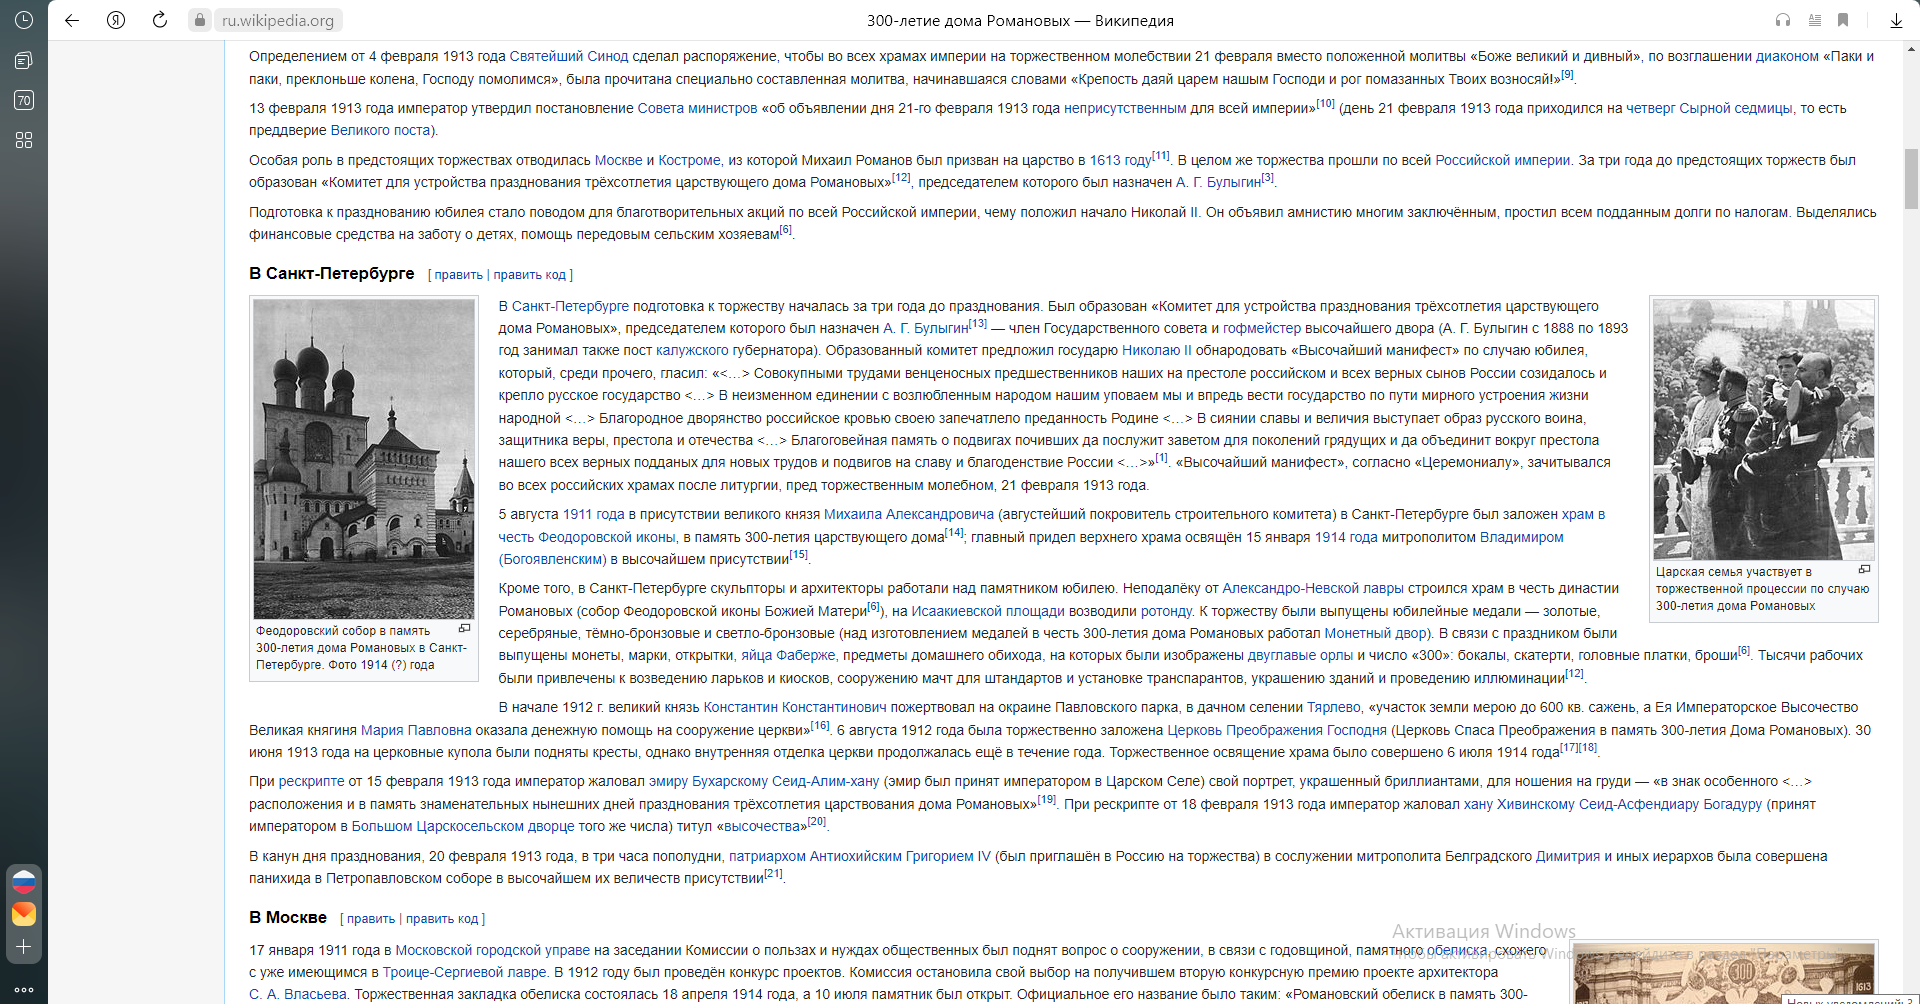 ru.wikipedia.org
300-летие дома Романовых — Википедия
70
Определением от 4 февраля 1913 года Святейший Синод сделал распоряжение, чтобы во всех храмах империи на торжественном молебствии 21 февраля вместо положенной молитвы «Боже великий и дивный», по возглашении диаконом «Паки и
паки, преклоньше колена, Господу помолимся», была прочитана специально составленная молитва, начинавшаяся словами «Крепость даяй царем нашым Господи и рог помазанных Твоих возносяй!»[9].
13 февраля 1913 года император утвердил постановление Совета министров «об объявлении дня 21-го февраля 1913 года неприсутственным для всей империи»[10] (день 21 февраля 1913 года приходился на четверг Сырной седмицы, то есть
преддверие Великого поста).
Особая роль в предстоящих торжествах отводилась Москве и Костроме, из которой Михаил Романов был призван на царство в 1613 году[11]. В целом же торжества прошли по всей Российской империи. За три года до предстоящих торжеств был
образован «Комитет для устройства празднования трёхсотлетия царствующего дома Романовых»[12], председателем которого был назначен А. Г. Булыгин[3].
Подготовка к празднованию юбилея стало поводом для благотворительных акций по всей Российской империи, чему положил начало Николай II. Он объявил амнистию многим заключённым, простил всем подданным долги по налогам. Выделялись
финансовые средства на заботу о детях, помощь передовым сельским хозяевам[6].
В Санкт-Петербурге [ править | править код ]
В Санкт-Петербурге подготовка к торжеству началась за три года до празднования. Был образован «Комитет для устройства празднования трёхсотлетия царствующего
дома Романовых», председателем которого был назначен А. Г. Булыгин[13] — член Государственного совета и гофмейстер высочайшего двора (А. Г. Булыгин с 1888 по 1893
год занимал также пост калужского губернатора). Образованный комитет предложил государю Николаю II обнародовать «Высочайший манифест» по случаю юбилея,
который, среди прочего, гласил: «<…> Совокупными трудами венценосных предшественников наших на престоле российском и всех верных сынов России созидалось и
крепло русское государство <…> В неизменном единении с возлюбленным народом нашим уповаем мы и впредь вести государство по пути мирного устроения жизни
народной <…> Благородное дворянство российское кровью своею запечатлело преданность Родине <…> В сиянии славы и величия выступает образ русского воина,
защитника веры, престола и отечества <…> Благоговейная память о подвигах почивших да послужит заветом для поколений грядущих и да объединит вокруг престола
нашего всех верных подданых для новых трудов и подвигов на славу и благоденствие России <…>»[1]. «Высочайший манифест», согласно «Церемониалу», зачитывался
во всех российских храмах после литургии, пред торжественным молебном, 21 февраля 1913 года.
5 августа 1911 года в присутствии великого князя Михаила Александровича (августейший покровитель строительного комитета) в Санкт-Петербурге был заложен храм в
честь Феодоровской иконы, в память 300-летия царствующего дома[14]; главный придел верхнего храма освящён 15 января 1914 года митрополитом Владимиром
(Богоявленским) в высочайшем присутствии[15].
Кроме того, в Санкт-Петербурге скульпторы и архитекторы работали над памятником юбилею. Неподалёку от Александро-Невской лавры строился храм в честь династии
Романовых (собор Феодоровской иконы Божией Матери[6]), на Исаакиевской площади возводили ротонду. К торжеству были выпущены юбилейные медали — золотые,
серебряные, тёмно-бронзовые и светло-бронзовые (над изготовлением медалей в честь 300-летия дома Романовых работал Монетный двор). В связи с праздником были
выпущены монеты, марки, открытки, яйца Фаберже, предметы домашнего обихода, на которых были изображены двуглавые орлы и число «300»: бокалы, скатерти, головные платки, броши[6]. Тысячи рабочих
были привлечены к возведению ларьков и киосков, сооружению мачт для штандартов и установке транспарантов, украшению зданий и проведению иллюминации[12].
Феодоровский собор в память
300-летия дома Романовых в Санкт-
Петербурге. Фото 1914 (?) года
Царская семья участвует в
торжественной процессии по случаю
300-летия дома Романовых
В начале 1912 г. великий князь Константин Константинович пожертвовал на окраине Павловского парка, в дачном селении Тярлево, «участок земли мерою до 600 кв. сажень, а Ея Императорское Высочество
Великая княгиня Мария Павловна оказала денежную помощь на сооружение церкви»[16]. 6 августа 1912 года была торжественно заложена Церковь Преображения Господня (Церковь Спаса Преображения в память 300-летия Дома Романовых). 30
июня 1913 года на церковные купола были подняты кресты, однако внутренняя отделка церкви продолжалась ещё в течение года. Торжественное освящение храма было совершено 6 июля 1914 года[17][18].
При рескрипте от 15 февраля 1913 года император жаловал эмиру Бухарскому Сеид-Алим-хану (эмир был принят императором в Царском Селе) свой портрет, украшенный бриллиантами, для ношения на груди — «в знак особенного <…>
расположения и в память знаменательных нынешних дней празднования трёхсотлетия царствования дома Романовых»[19]. При рескрипте от 18 февраля 1913 года император жаловал хану Хивинскому Сеид-Асфендиару Богадуру (принят
императором в Большом Царскосельском дворце того же числа) титул «высочества»[20].
В канун дня празднования, 20 февраля 1913 года, в три часа пополудни, патриархом Антиохийским Григорием IV (был приглашён в Россию на торжества) в сослужении митрополита Белградского Димитрия и иных иерархов была совершена
панихида в Петропавловском соборе в высочайшем их величеств присутствии[21].
В Москве [ править | править код ]
17 января 1911 года в Московской городской управе на заседании Комиссии о пользах и нуждах общественных был поднят вопрос о сооружении, в связи с годовщиной, памятного обелиска, схожего
с уже имеющимся в Троице-Сергиевой лавре. В 1912 году был проведён конкурс проектов. Комиссия остановила свой выбор на получившем вторую конкурсную премию проекте архитектора
С. А. Власьева. Торжественная закладка обелиска состоялась 18 апреля 1914 года, а 10 июля памятник был открыт. Официальное его название было таким: «Романовский обелиск в память 300-
Активация Windows
300
1613